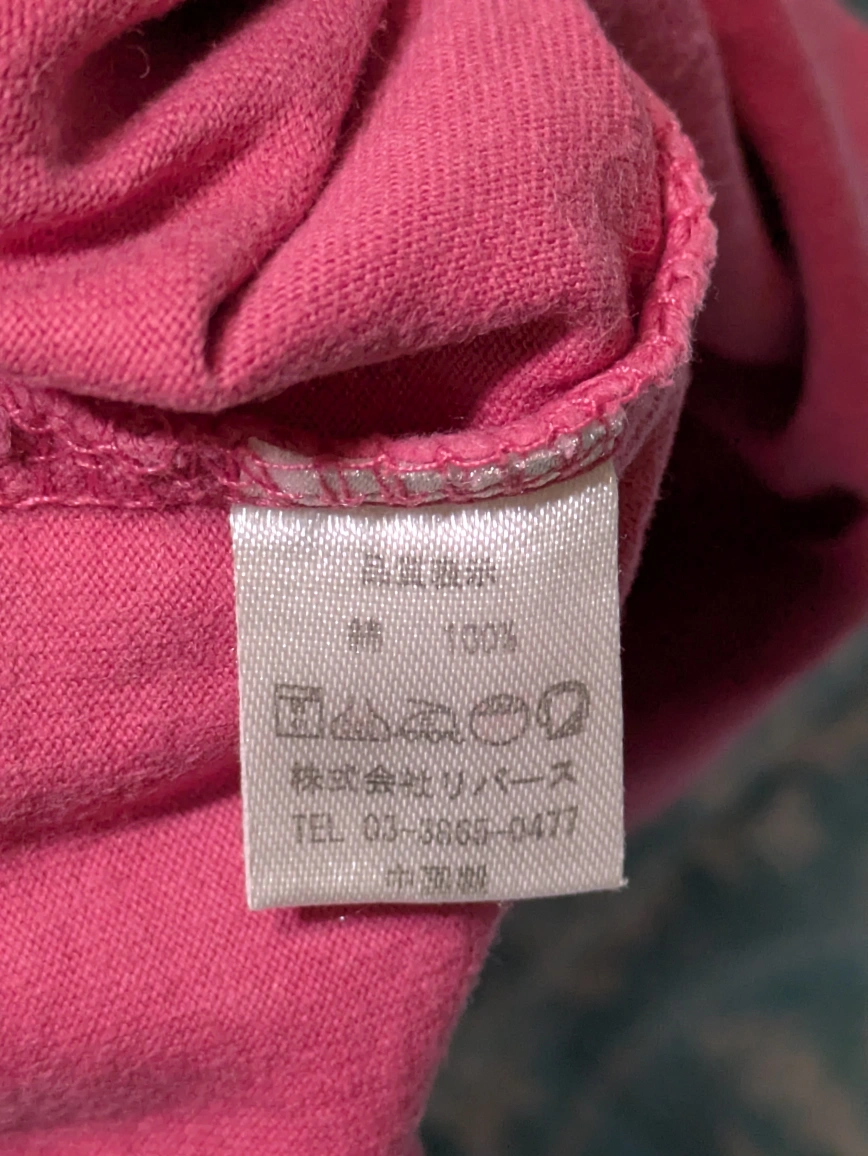 品質表示
綿 100%
株式会社リバース
TEL 03-3865-0477
中国製